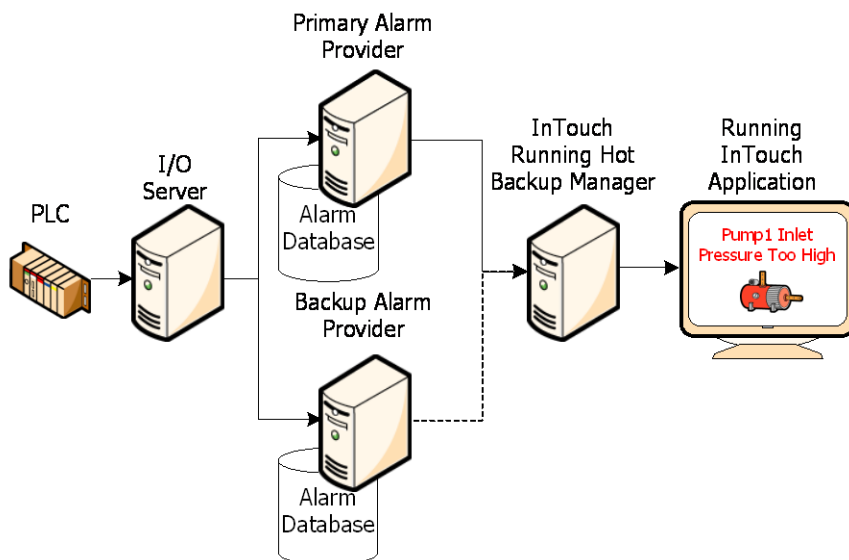 Primary Alarm
Provider
I/O
Server
PLC
Alarm
Database
InTouch
Running Hot
Backup Manager
Running
InTouch
Application
Pump1 Inlet
Pressure Too High
Backup Alarm
Provider
Alarm
Database